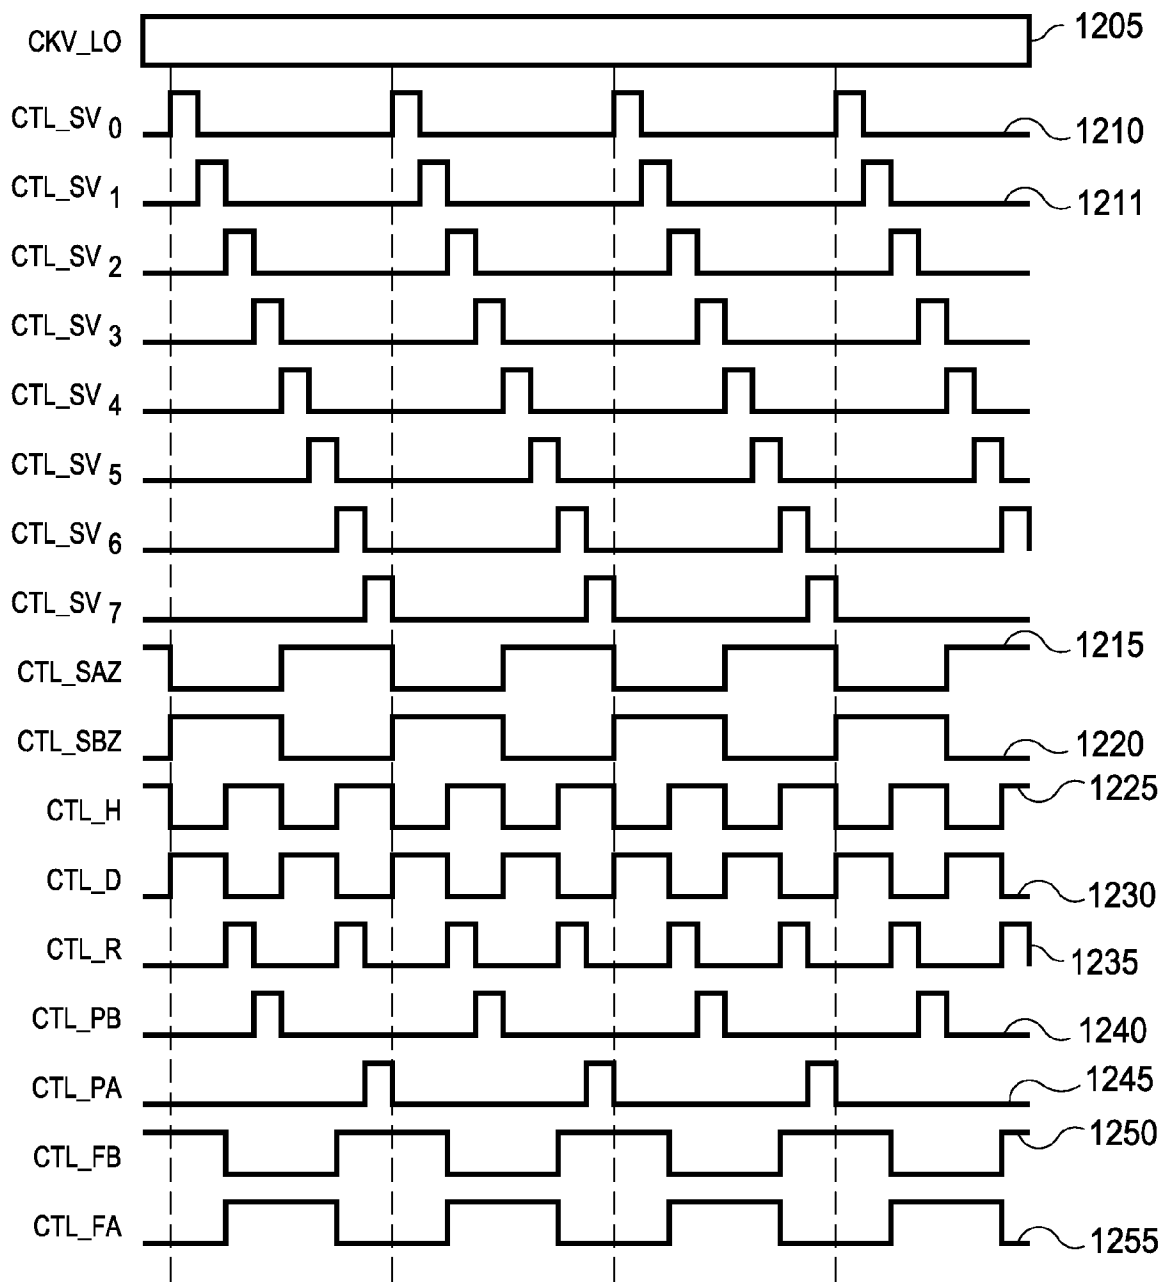 CKV_LO 1205
CTL_SV 0 1210
CTL_SV 1 1211
CTL_SV 2
CTL_SV 3
CTL_SV 4
CTL_SV 5
CTL_SV 6
CTL_SV 7
CTL_SAZ 1215
CTL_SBZ 1220
CTL_H 1225
CTL_D 1230
CTL_R 1235
CTL_PB 1240
CTL_PA 1245
CTL_FB 1250
CTL_FA 1255